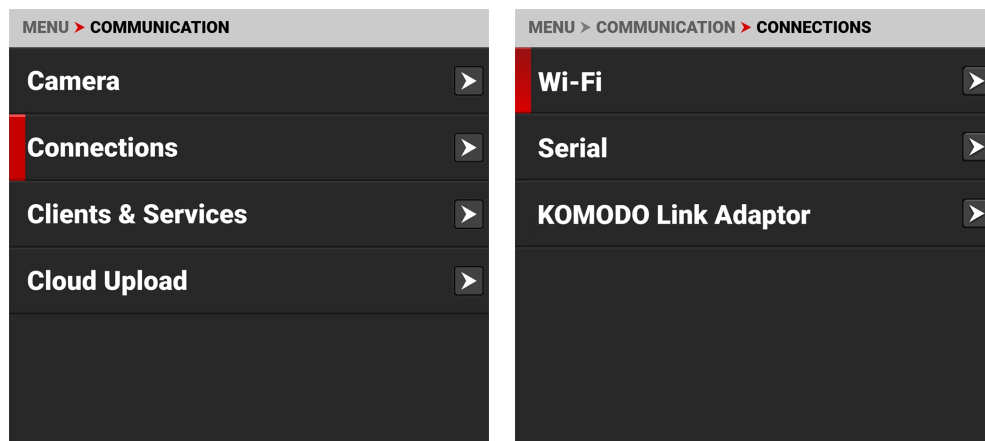 MENU ➤ COMMUNICATION
Camera
Connections
Clients & Services
Cloud Upload
MENU ➤ COMMUNICATION ➤ CONNECTIONS
Wi-Fi
Serial
KOMODO Link Adaptor